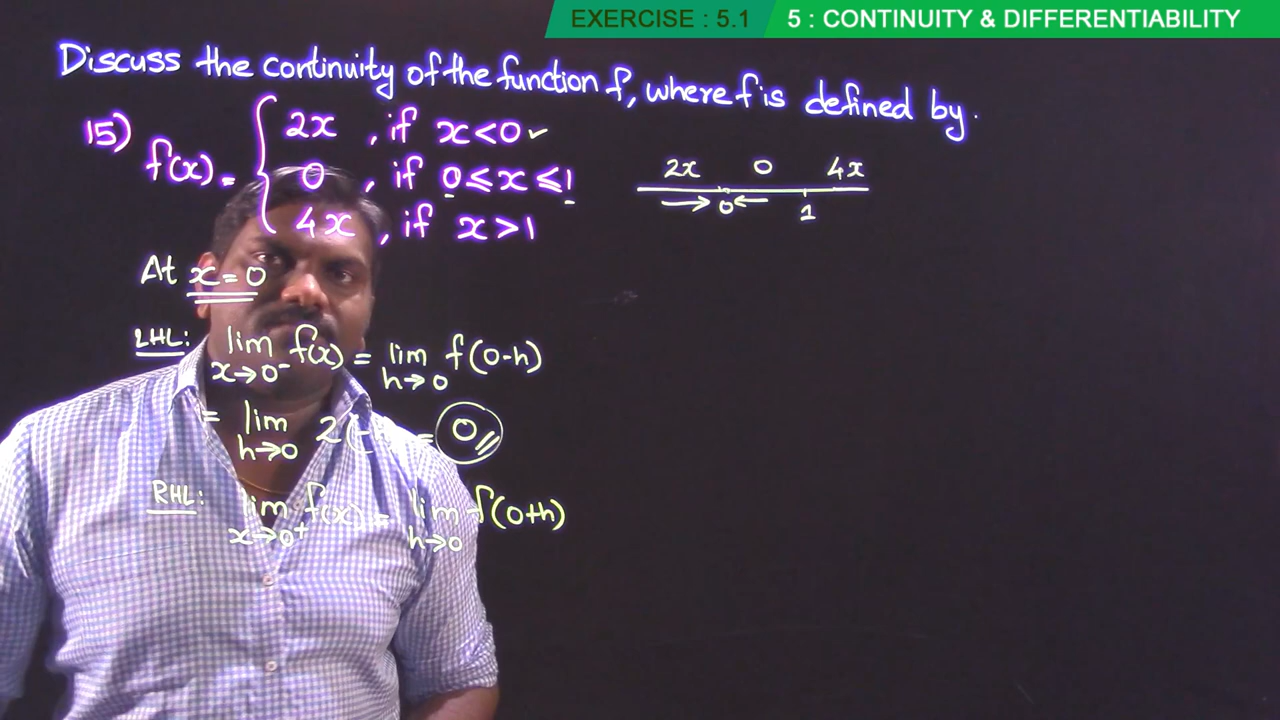 EXERCISE : 5.1
5 : CONTINUITY & DIFFERENTIABILITY
Discuss the continuity of the function f, where f is defined by.
15) f(x) = { 2x , if x<0 ✓
0 , if 0 ≤ x ≤ 1
4x , if x > 1
2x 0 4x
→ 0 ← 1
At x = 0
LHL: lim x→0⁻ f(x) = lim h→0 f(0-h)
= lim h→0 2(- = 0
RHL: lim x→0⁺ f(x) = lim h→0 f(0+h)